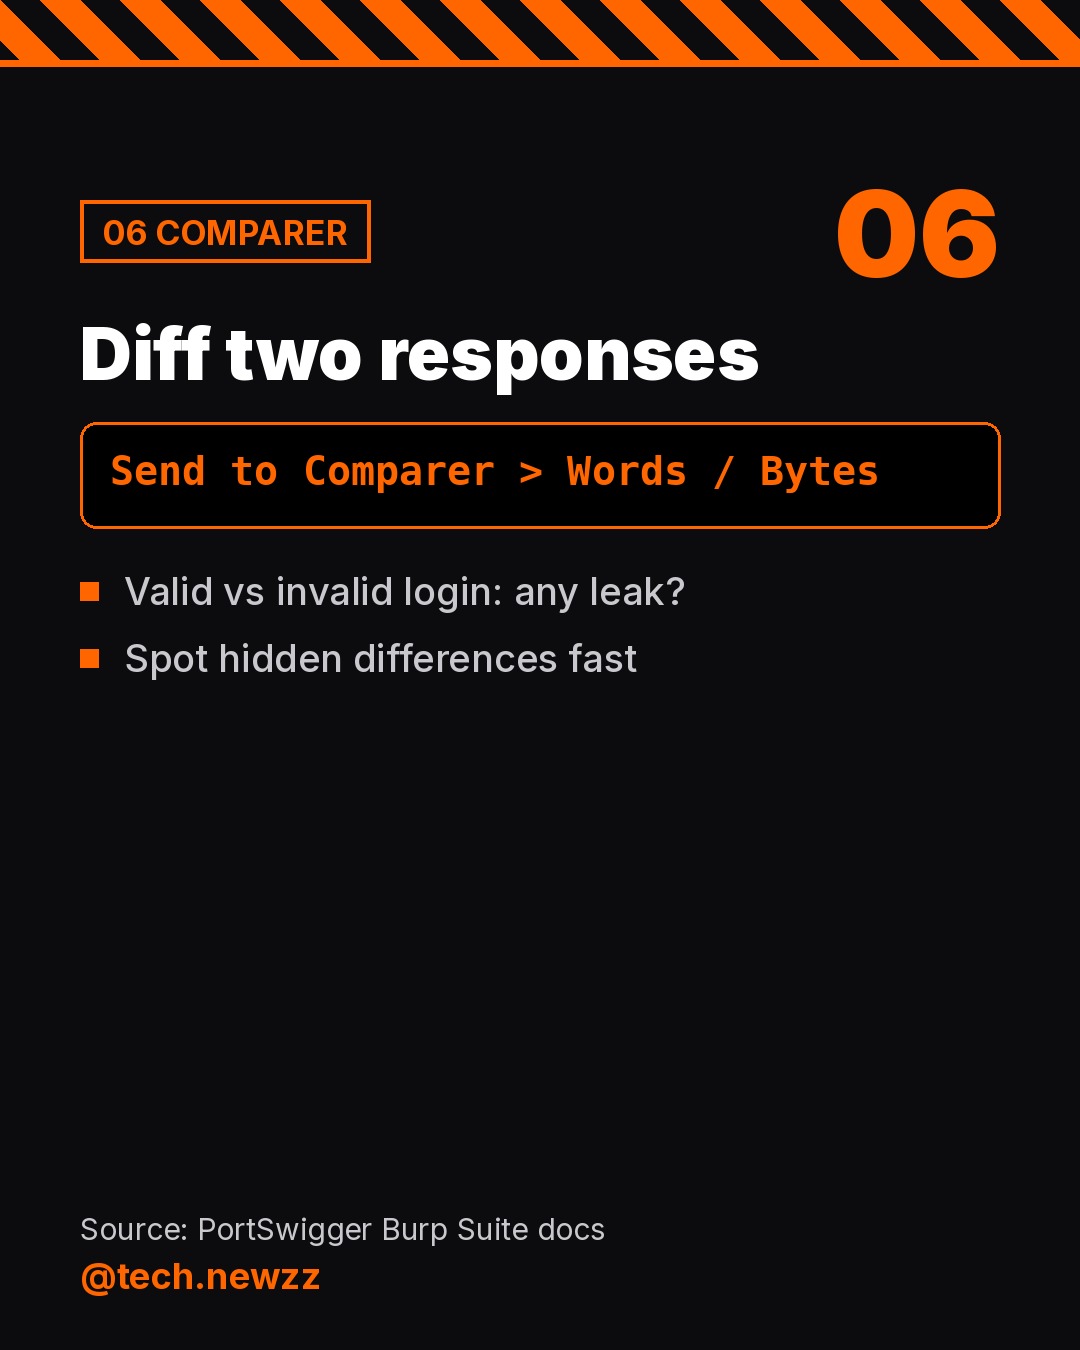 06 COMPARER
06
Diff two responses
Send to Comparer > Words / Bytes
Valid vs invalid login: any leak?
Spot hidden differences fast
Source: PortSwigger Burp Suite docs
@tech.newzz